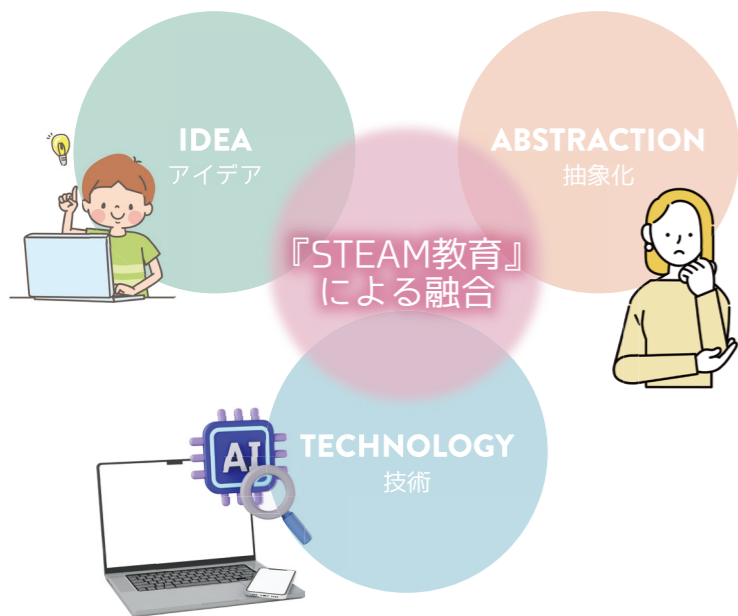 IDEA
アイデア
ABSTRACTION
抽象化
『STEAM教育』
による融合
AI
TECHNOLOGY
技術